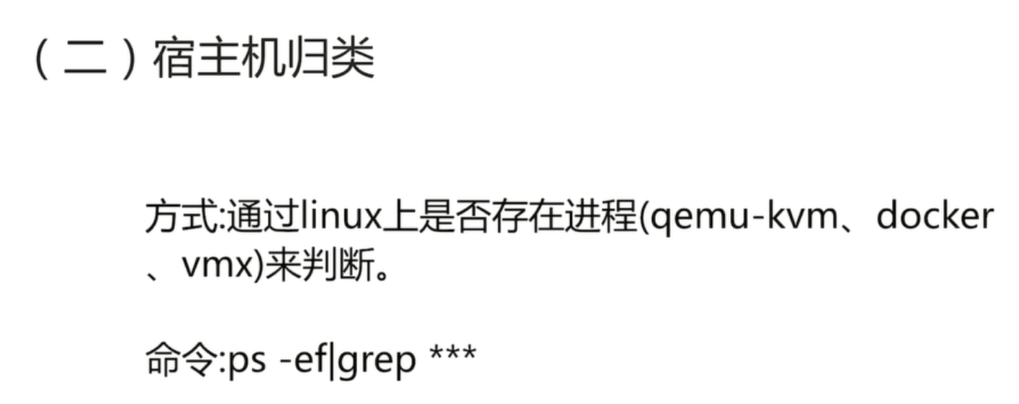 （二）宿主机归类
方式:通过linux上是否存在进程(qemu-kvm、docker
、vmx)来判断。
命令:ps -ef|grep ***